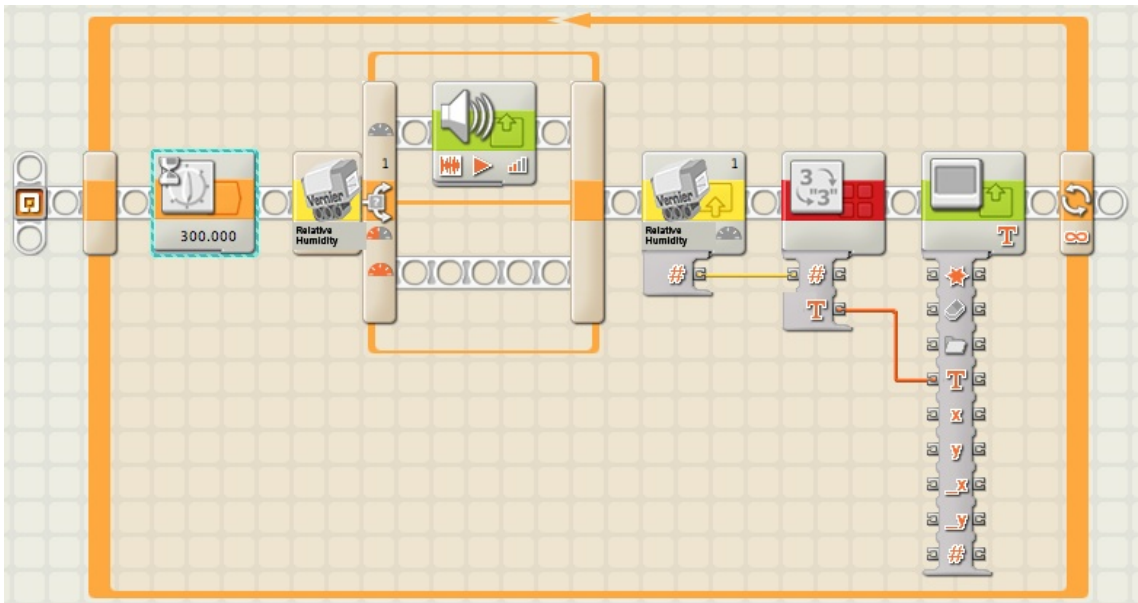 300.000
Vernier
Relative
Humidity
1
Vernier
Relative
Humidity
1
#
3
"3"
#
T
T
T
x
y
_x
_y
#